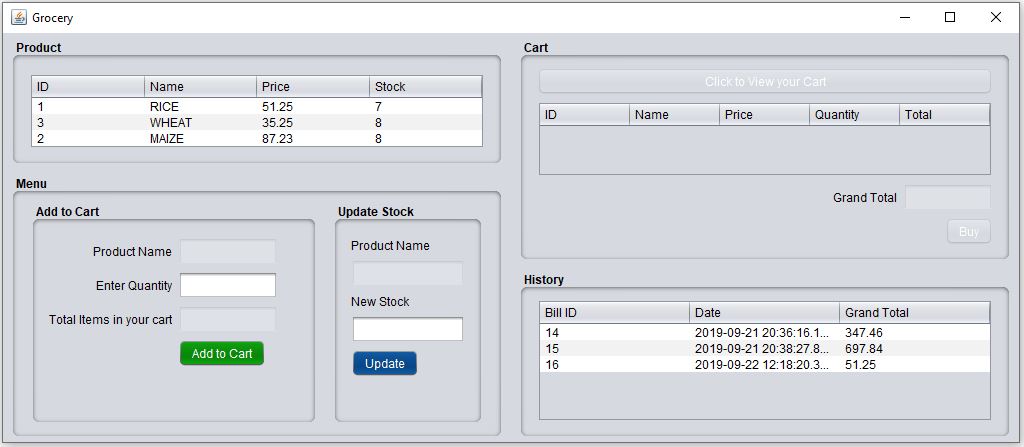 Grocery
Product
ID Name Price Stock
1 RICE 51.25 7
3 WHEAT 35.25 8
2 MAIZE 87.23 8
Menu
Add to Cart
Product Name
Enter Quantity
Total Items in your cart
Add to Cart
Update Stock
Product Name
New Stock
Update
Cart
Click to View your Cart
ID Name Price Quantity Total
Grand Total
Buy
History
Bill ID Date Grand Total
14 2019-09-21 20:36:16.1... 347.46
15 2019-09-21 20:38:27.8... 697.84
16 2019-09-22 12:18:20.3... 51.25